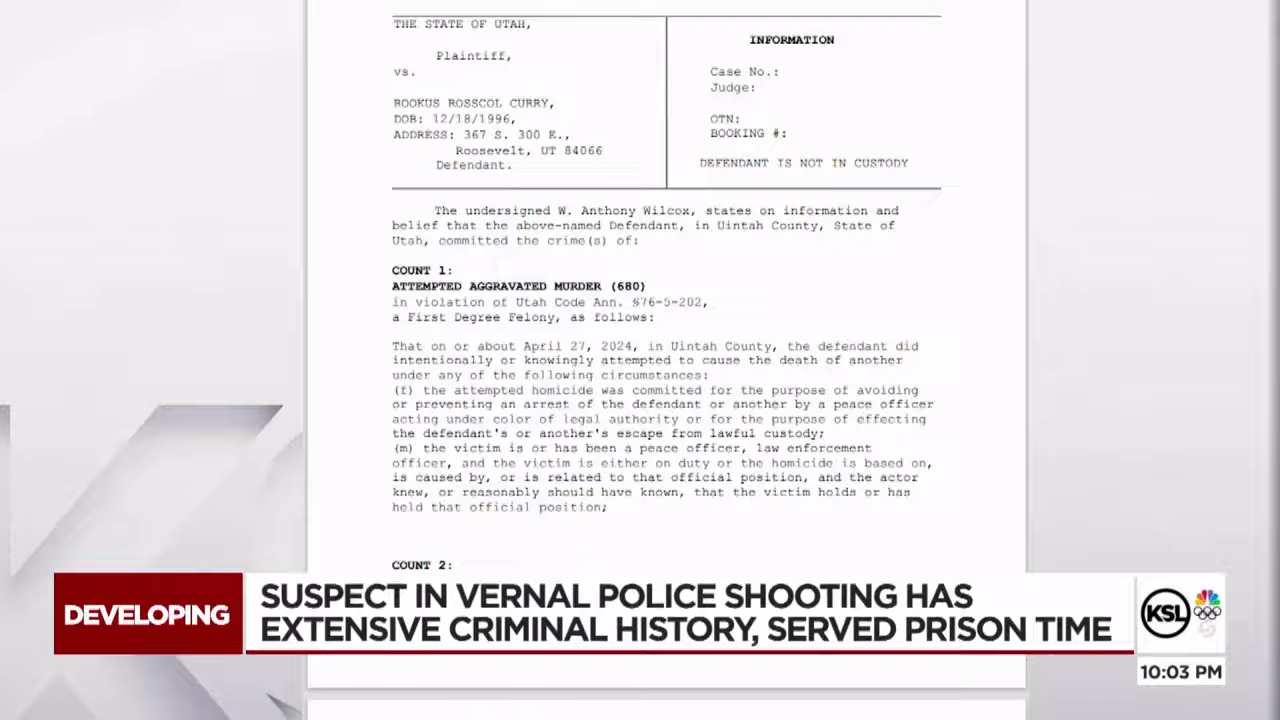 THE STATE OF UTAH,
Plaintiff,
vs.
ROOKUS ROSSCOL CURRY,
DOB: 12/18/1996,
ADDRESS: 367 S. 300 E.,
Roosevelt, UT 84066
Defendant.
INFORMATION
Case No.:
Judge:
OTN:
BOOKING #:
DEFENDANT IS NOT IN CUSTODY
The undersigned W. Anthony Wilcox, states on information and
belief that the above-named Defendant, in Uintah County, State of
Utah, committed the crime(s) of:
COUNT 1:
ATTEMPTED AGGRAVATED MURDER (680)
in violation of Utah Code Ann. §76-5-202,
a First Degree Felony, as follows:
That on or about April 27, 2024, in Uintah County, the defendant did
intentionally or knowingly attempted to cause the death of another
under any of the following circumstances:
(f) the attempted homicide was committed for the purpose of avoiding
or preventing an arrest of the defendant or another by a peace officer
acting under color of legal authority or for the purpose of effecting
the defendant's or another's escape from lawful custody;
(m) the victim is or has been a peace officer, law enforcement
officer, and the victim is either on duty or the homicide is based on,
is caused by, or is related to that official position, and the actor
knew, or reasonably should have known, that the victim holds or has
held that official position;
COUNT 2:
DEVELOPING
SUSPECT IN VERNAL POLICE SHOOTING HAS
EXTENSIVE CRIMINAL HISTORY, SERVED PRISON TIME
KSL
10:03 PM